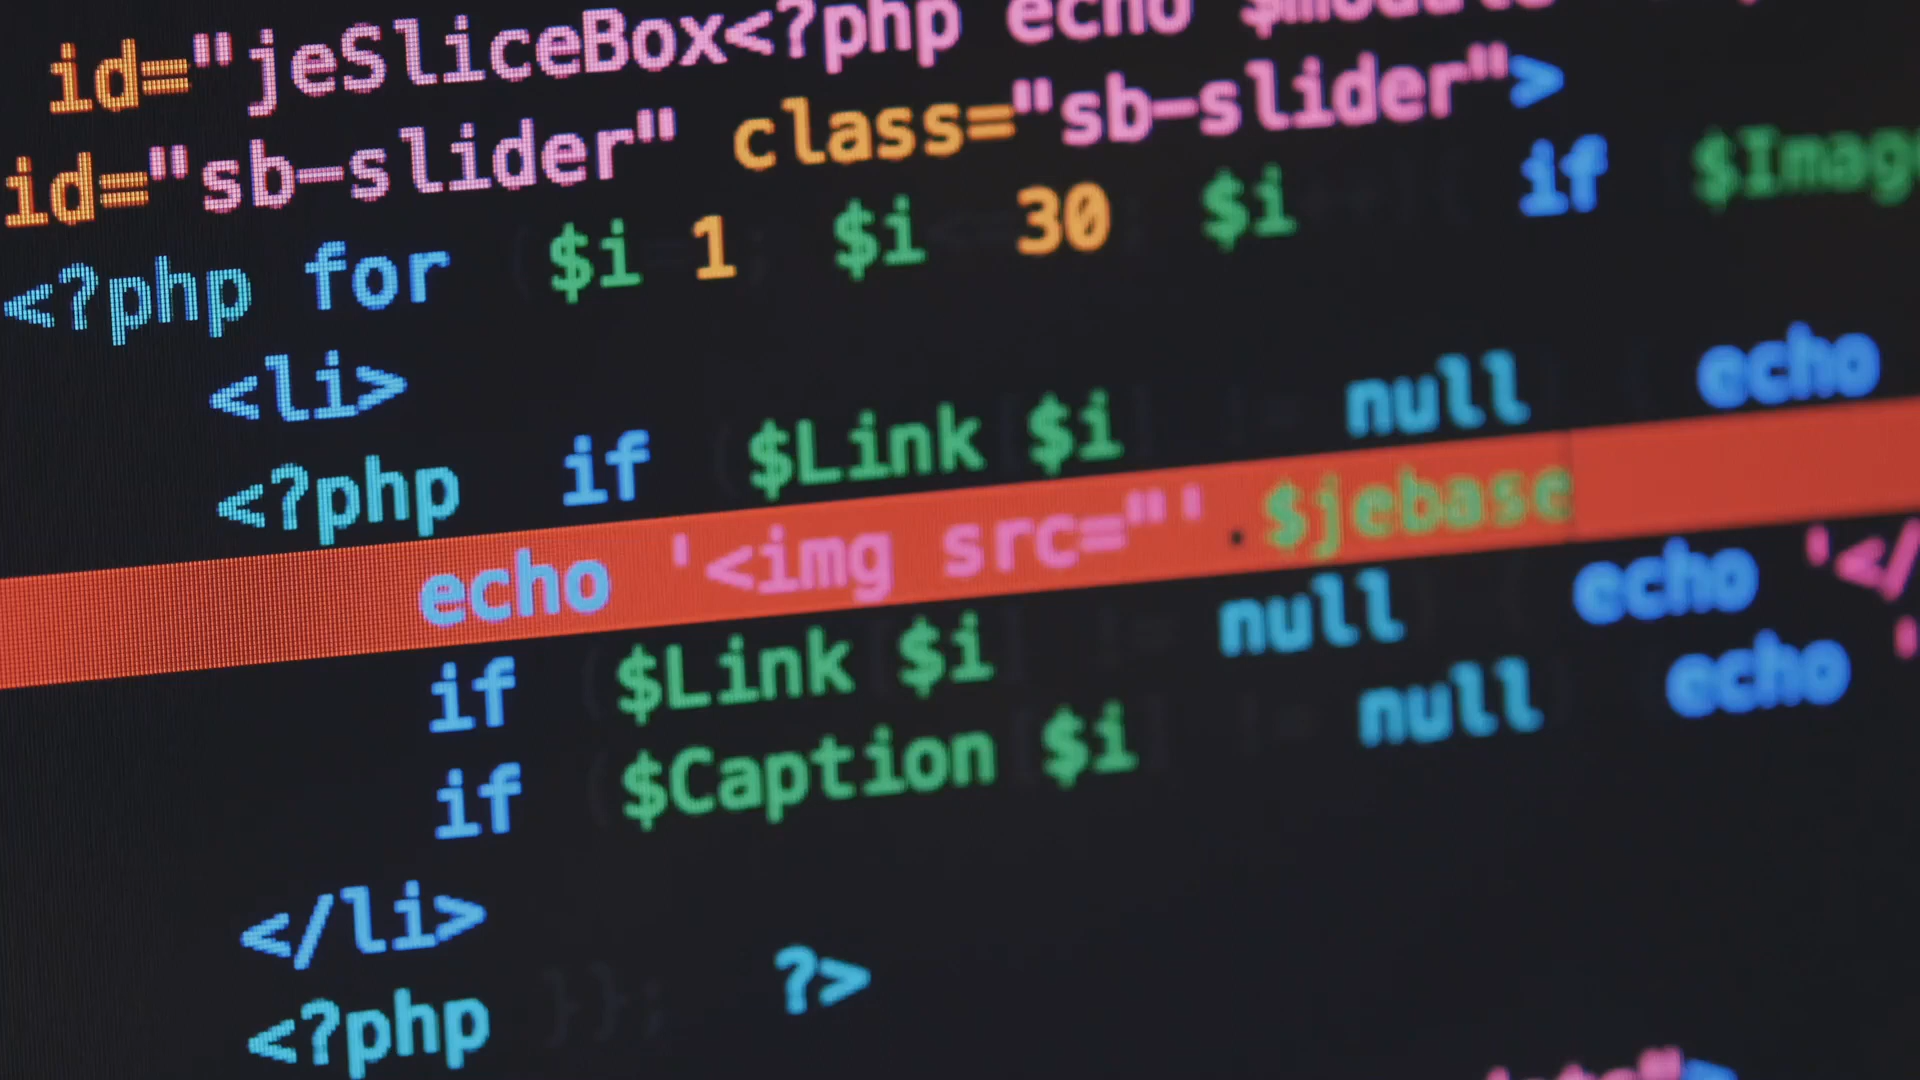 id="jeSliceBox<?php echo $module
id="sb-slider" class="sb-slider">
<?php for ($i=1; $i<=30; $i++){ if ($Imag
<li>
<?php if ($Link[$i] != null) { echo
echo '<img src="'.$jebase
if ($Link[$i] != null) { echo '</
if ($Caption[$i] != null) echo '
</li>
<?php }}; ?>